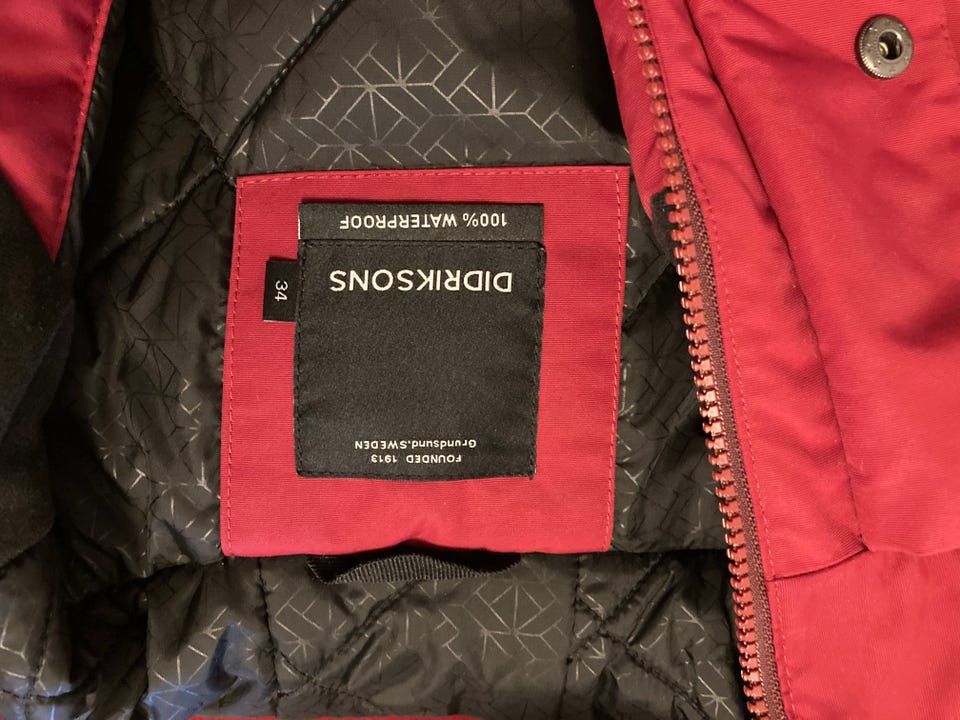 FOUNDED 1913
Grundsund.SWEDEN
DIDRIKSONS
34
100% WATERPROOF